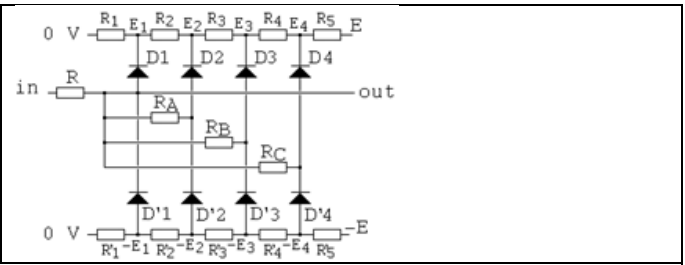 R1 E1 R2 E2 R3 E3 R4 E4 R5 E
0 V
D1 D2 D3 D4
in R out
RA
RB
RC
D'1 D'2 D'3 D'4
0 V -E
R'1 -E1 R'2 -E2 R'3 -E3 R'4 -E4 R'5